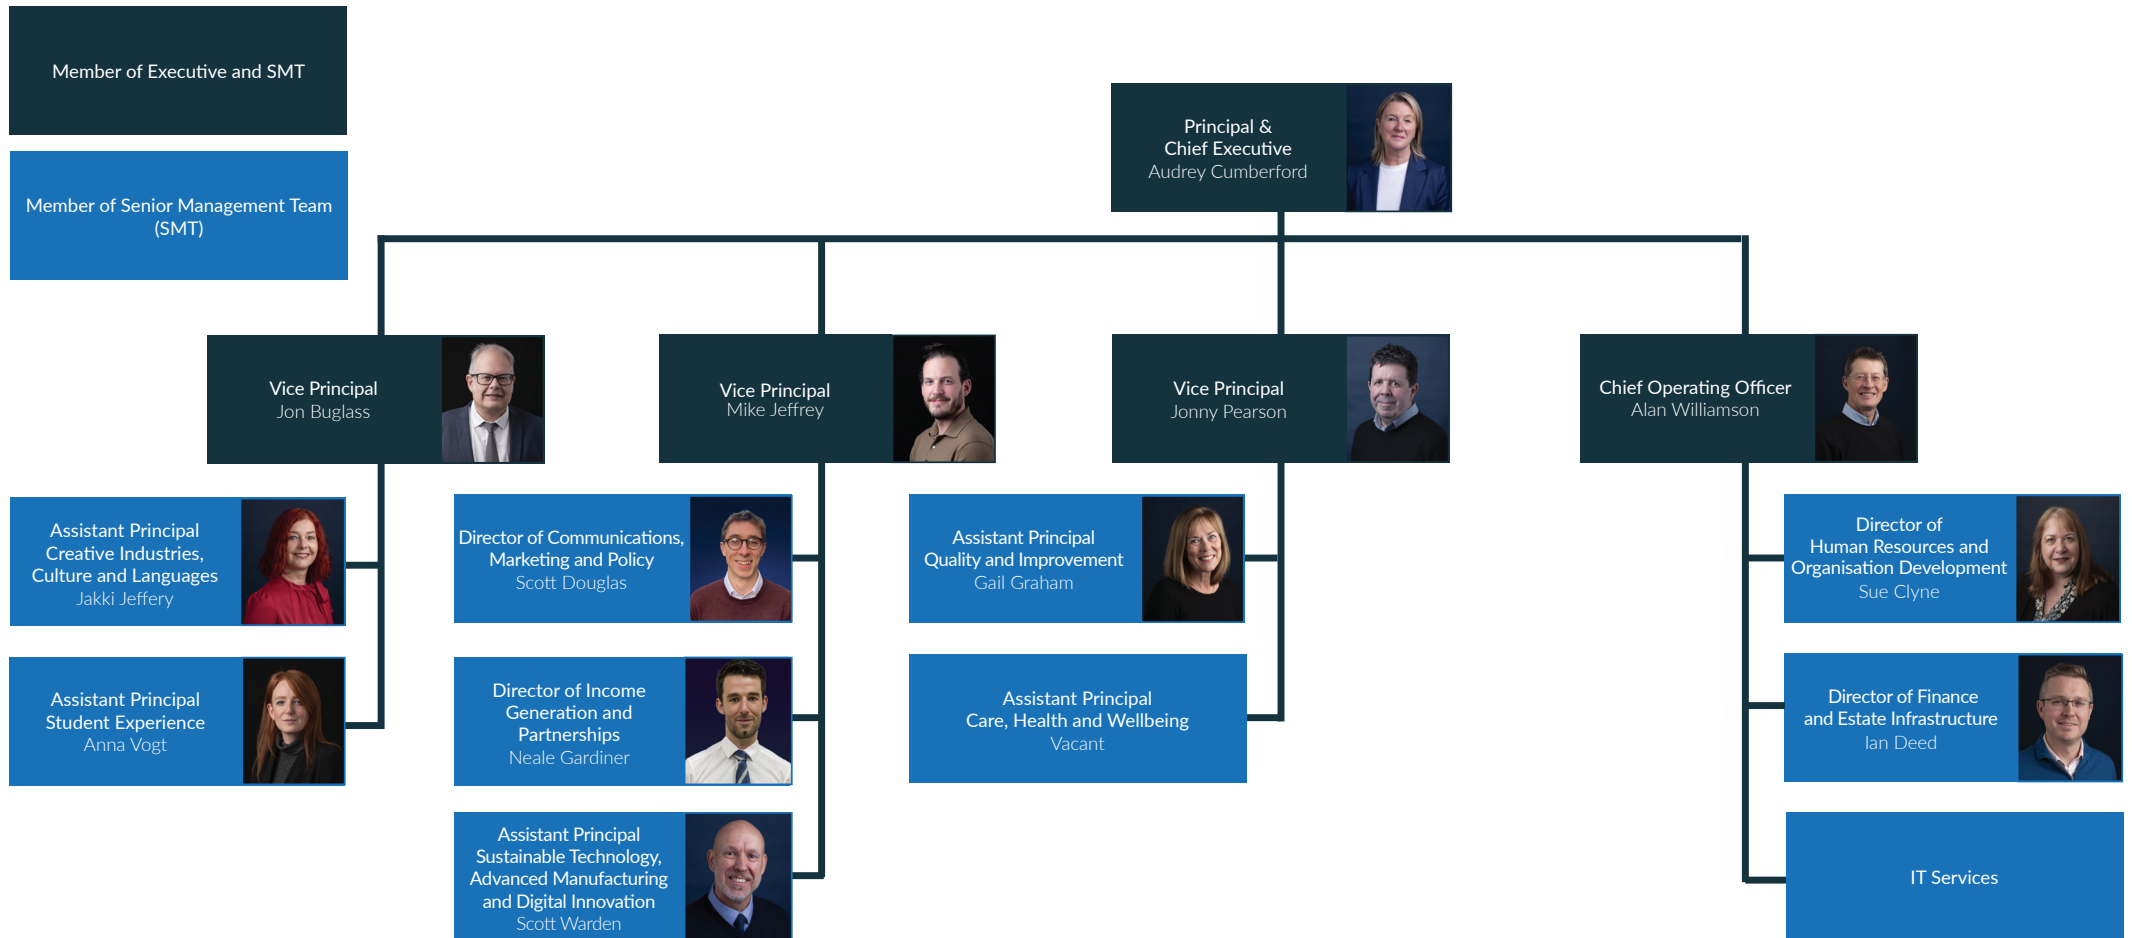 Member of Executive and SMT
Member of Senior Management Team
(SMT)
Principal &
Chief Executive
Audrey Cumberford
Vice Principal
Jon Buglass
Vice Principal
Mike Jeffrey
Vice Principal
Jonny Pearson
Chief Operating Officer
Alan Williamson
Assistant Principal
Creative Industries,
Culture and Languages
Jakki Jeffery
Director of Communications,
Marketing and Policy
Scott Douglas
Assistant Principal
Quality and Improvement
Gail Graham
Director of
Human Resources and
Organisation Development
Sue Clyne
Assistant Principal
Student Experience
Anna Vogt
Director of Income
Generation and
Partnerships
Neale Gardiner
Assistant Principal
Care, Health and Wellbeing
Vacant
Director of Finance
and Estate Infrastructure
Ian Deed
Assistant Principal
Sustainable Technology,
Advanced Manufacturing
and Digital Innovation
Scott Warden
IT Services